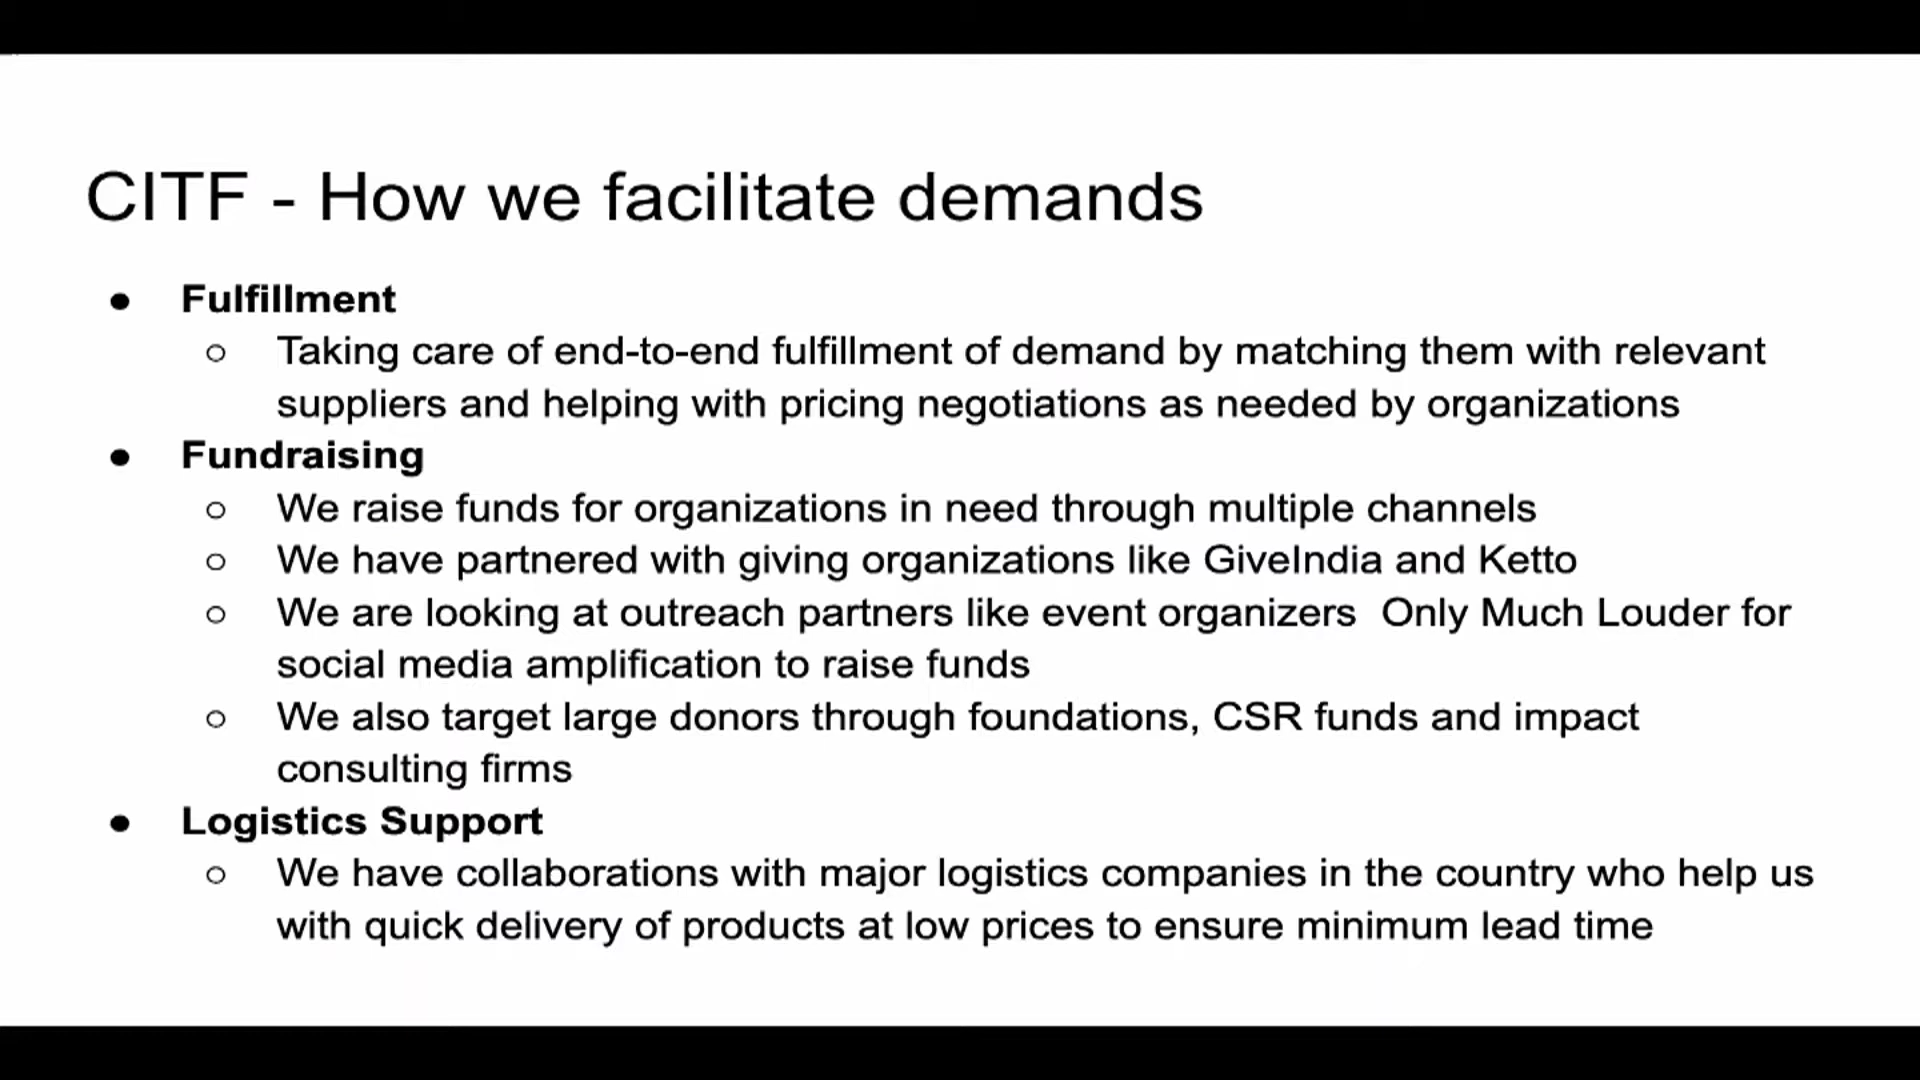 CITF - How we facilitate demands
● Fulfillment
○ Taking care of end-to-end fulfillment of demand by matching them with relevant
suppliers and helping with pricing negotiations as needed by organizations
● Fundraising
○ We raise funds for organizations in need through multiple channels
○ We have partnered with giving organizations like GiveIndia and Ketto
○ We are looking at outreach partners like event organizers  Only Much Louder for
social media amplification to raise funds
○ We also target large donors through foundations, CSR funds and impact
consulting firms
● Logistics Support
○ We have collaborations with major logistics companies in the country who help us
with quick delivery of products at low prices to ensure minimum lead time